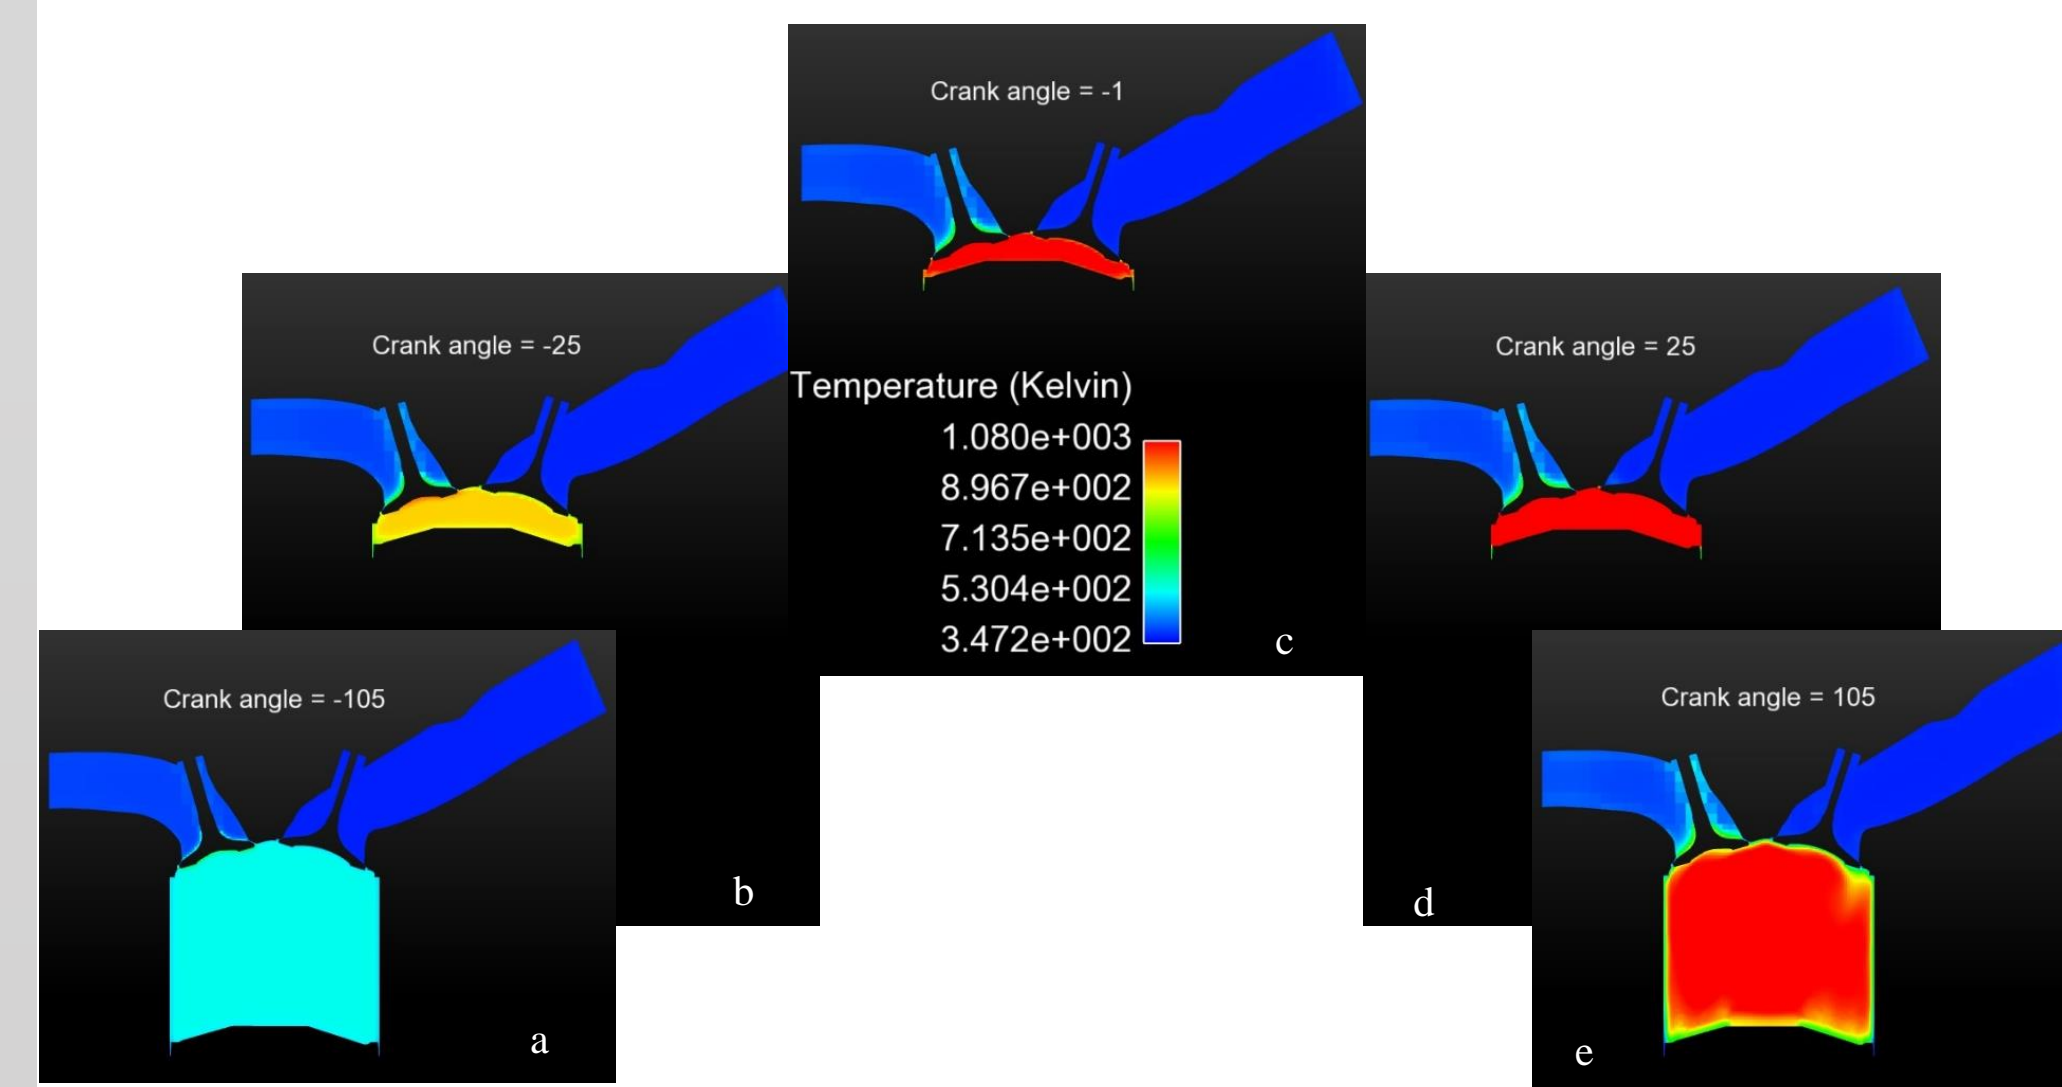 Crank angle = -1
Crank angle = -25
Crank angle = 25
Temperature (Kelvin)
1.080e+003
8.967e+002
7.135e+002
5.304e+002
3.472e+002
c
Crank angle = -105
Crank angle = 105
b
d
a
e